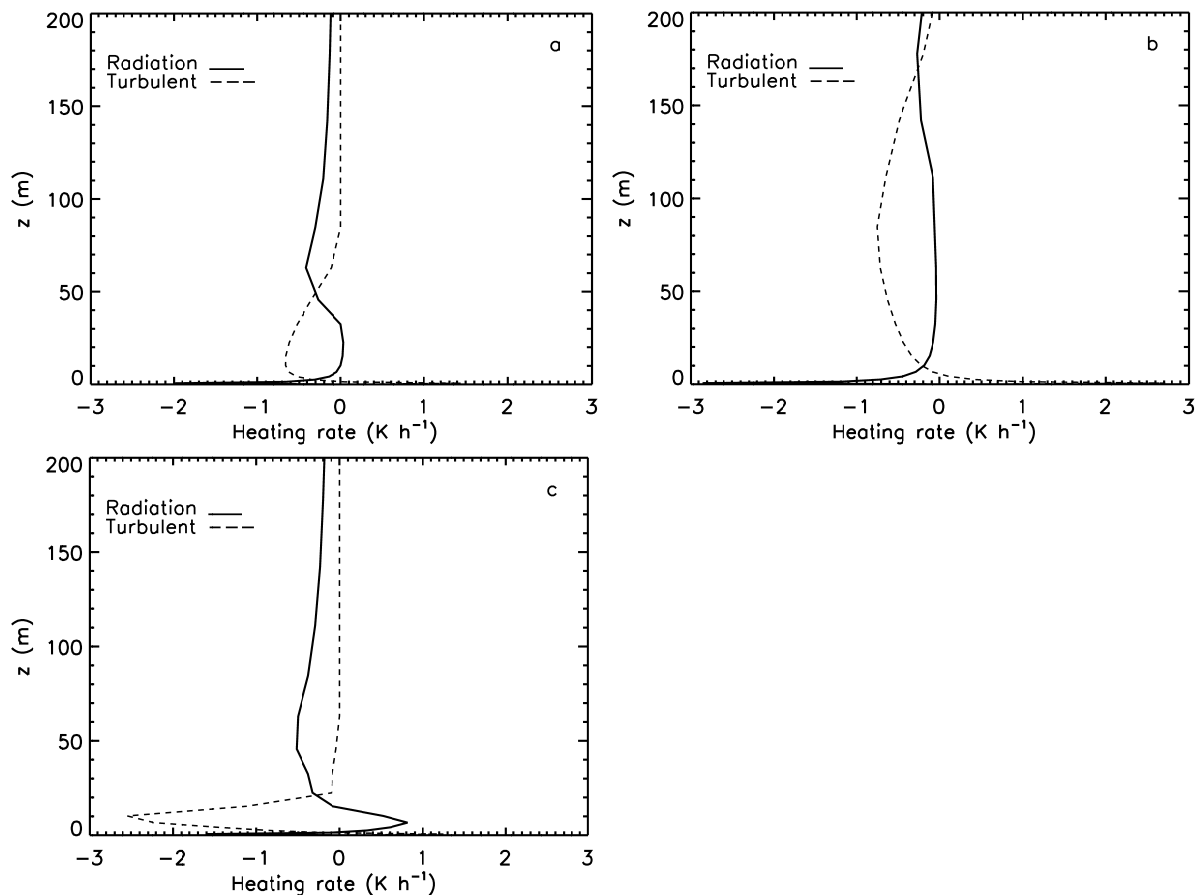 a
Radiation
Turbulent
200
150
100
50
0
z (m)
−3 −2 −1 0 1 2 3
Heating rate (K h⁻¹)
b
Radiation
Turbulent
200
150
100
50
0
z (m)
−3 −2 −1 0 1 2 3
Heating rate (K h⁻¹)
c
Radiation
Turbulent
200
150
100
50
0
z (m)
−3 −2 −1 0 1 2 3
Heating rate (K h⁻¹)